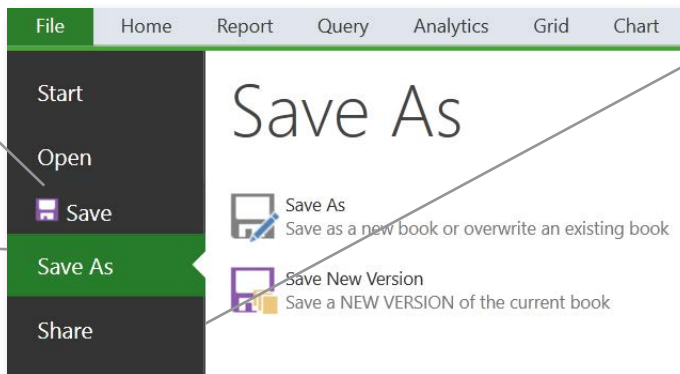 File Home Report Query Analytics Grid Chart
Start
Open
Save
Save As
Share
Save As
Save As
Save as a new book or overwrite an existing book
Save New Version
Save a NEW VERSION of the current book